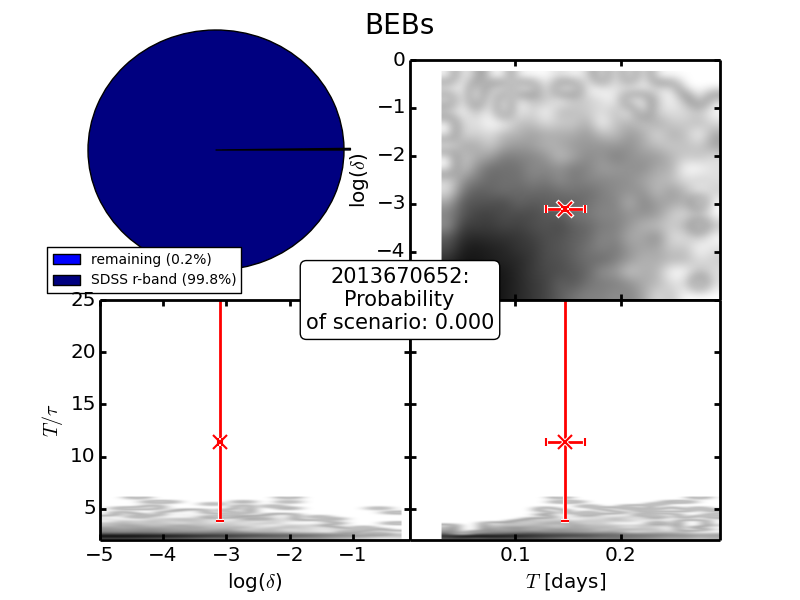 BEBs
remaining (0.2%)
SDSS r-band (99.8%)
log(δ)
0
−1
−2
−3
−4
2013670652:
Probability
of scenario: 0.000
T/τ
25
20
15
10
5
−5 −4 −3 −2 −1
log(δ)
0.1 0.2
T [days]